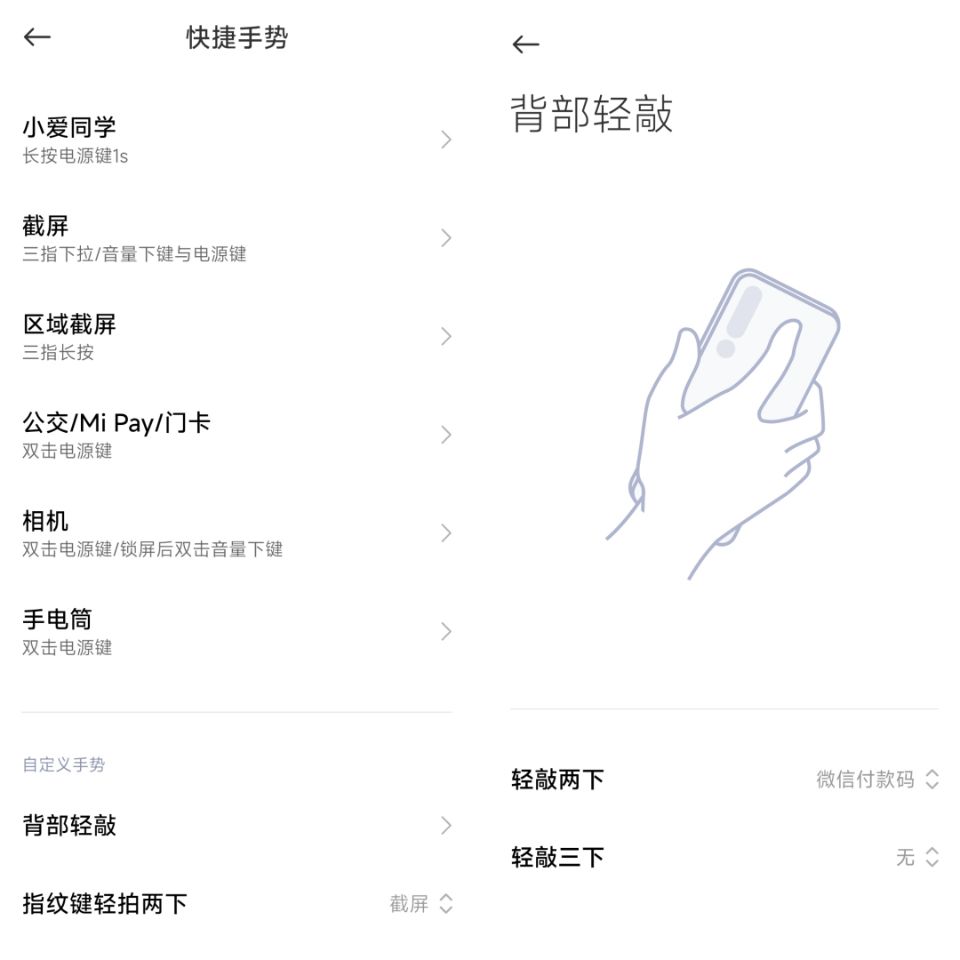 快捷手势
小爱同学
长按电源键1s
截屏
三指下拉/音量下键与电源键
区域截屏
三指长按
公交/Mi Pay/门卡
双击电源键
相机
双击电源键/锁屏后双击音量下键
手电筒
双击电源键
自定义手势
背部轻敲
指纹键轻拍两下 截屏
背部轻敲
轻敲两下 微信付款码
轻敲三下 无